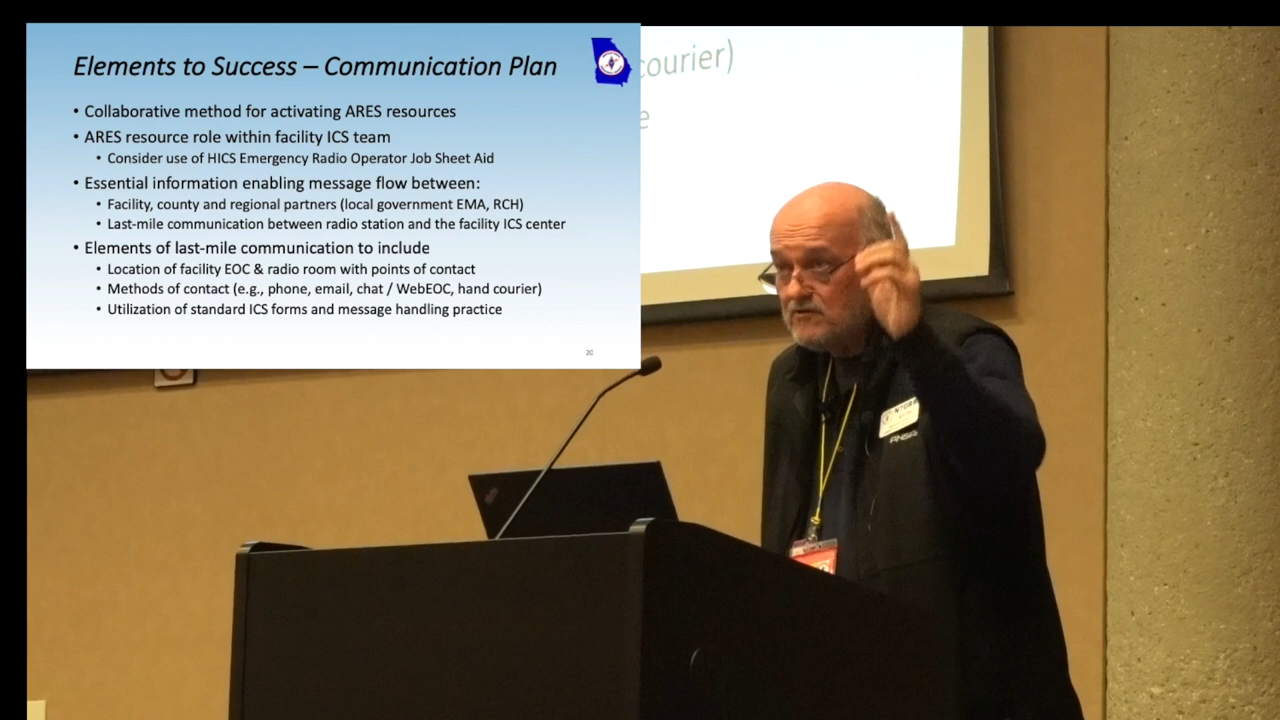 Elements to Success – Communication Plan
• Collaborative method for activating ARES resources
• ARES resource role within facility ICS team
• Consider use of HICS Emergency Radio Operator Job Sheet Aid
• Essential information enabling message flow between:
• Facility, county and regional partners (local government EMA, RCH)
• Last-mile communication between radio station and the facility ICS center
• Elements of last-mile communication to include
• Location of facility EOC & radio room with points of contact
• Methods of contact (e.g., phone, email, chat / WebEOC, hand courier)
• Utilization of standard ICS forms and message handling practice
20
courier)
e